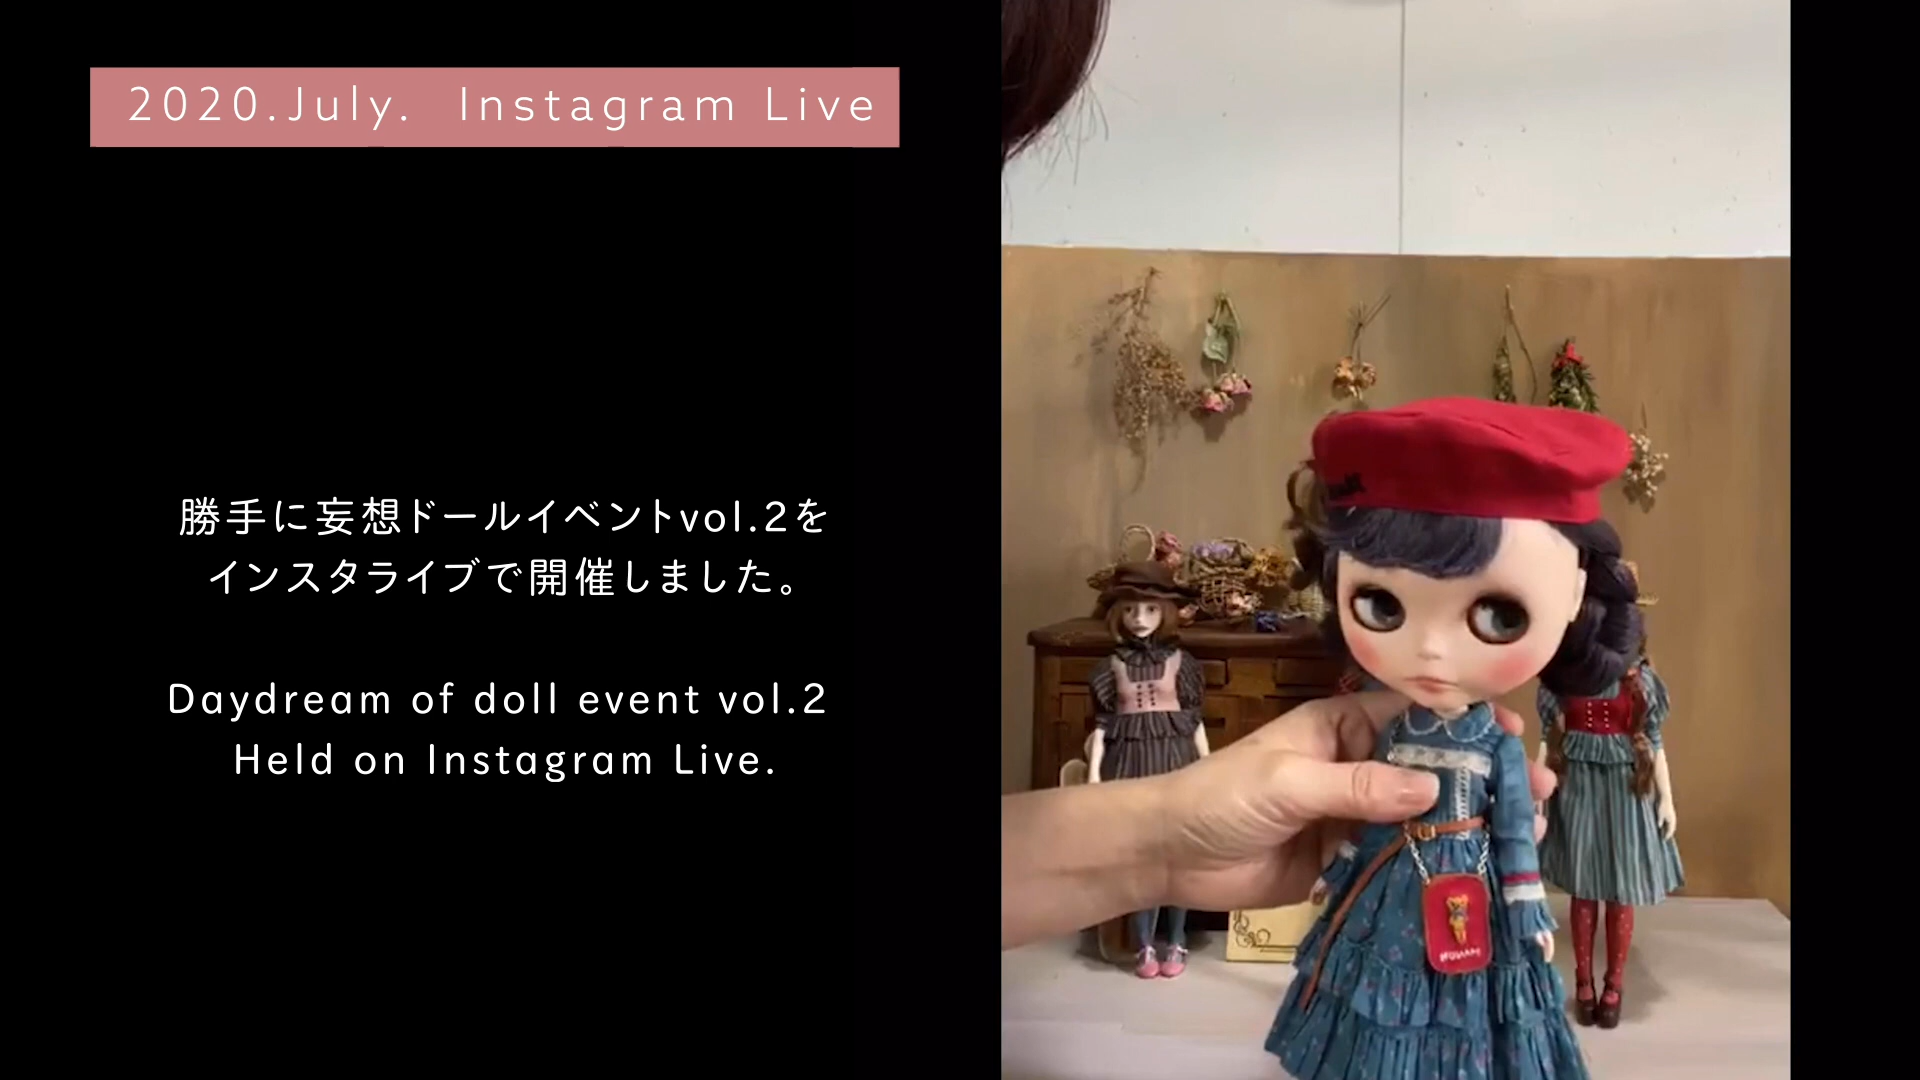 2020.July. Instagram Live
勝手に妄想ドールイベントvol.2を
インスタライブで開催しました。
Daydream of doll event vol.2
Held on Instagram Live.